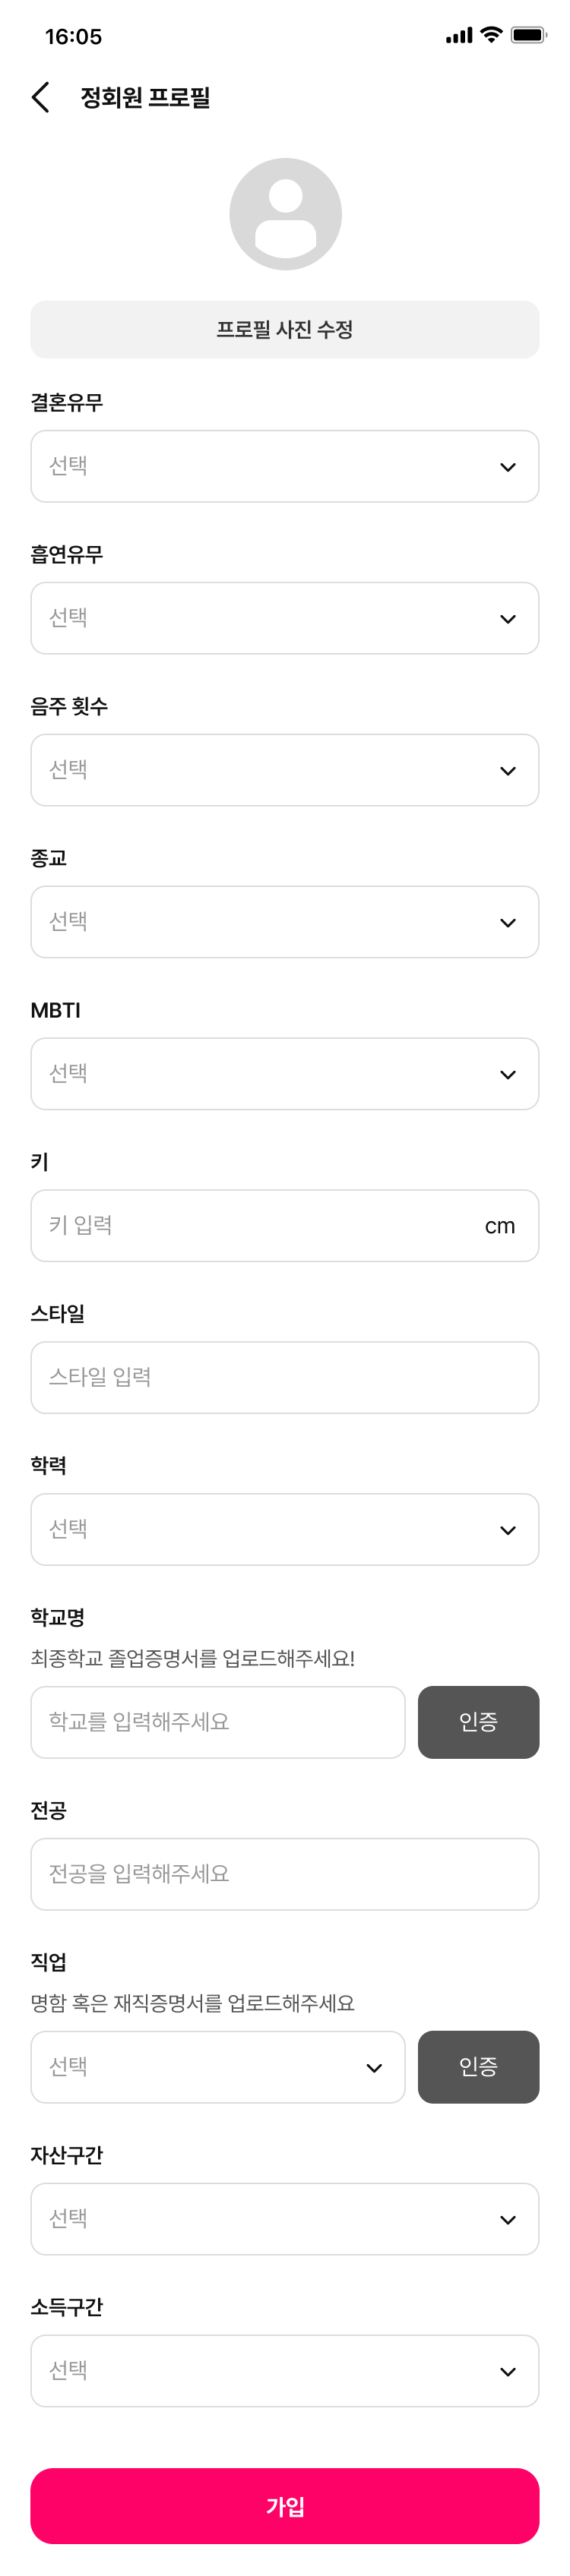 16:05
정회원 프로필
프로필 사진 수정
결혼유무
선택
흡연유무
선택
음주 횟수
선택
종교
선택
MBTI
선택
키
키 입력 cm
스타일
스타일 입력
학력
선택
학교명
최종학교 졸업증명서를 업로드해주세요!
학교를 입력해주세요 인증
전공
전공을 입력해주세요
직업
명함 혹은 재직증명서를 업로드해주세요
선택 인증
자산구간
선택
소득구간
선택
가입